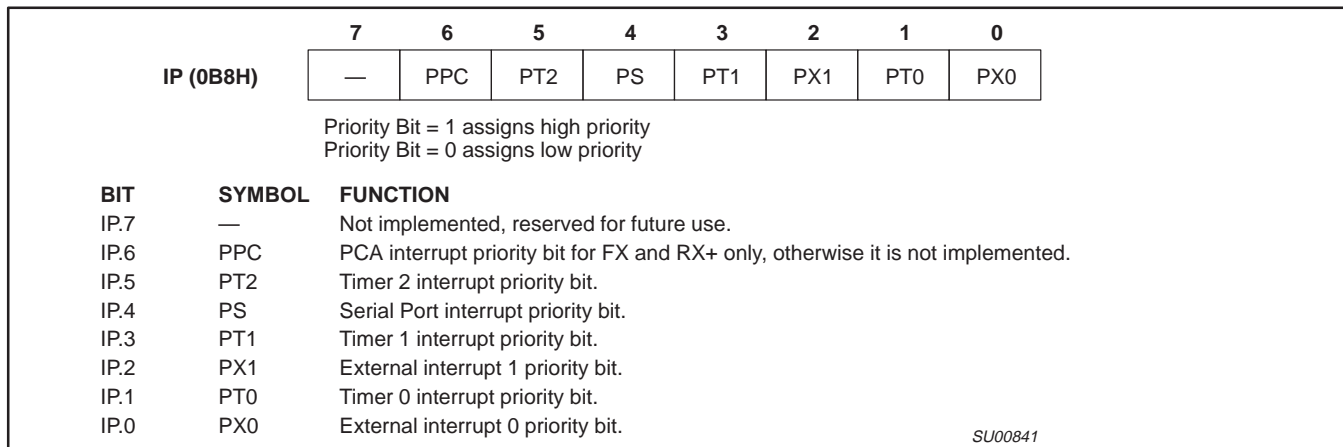 7 6 5 4 3 2 1 0
IP (0B8H) — PPC PT2 PS PT1 PX1 PT0 PX0
Priority Bit = 1 assigns high priority
Priority Bit = 0 assigns low priority
BIT SYMBOL FUNCTION
IP.7 — Not implemented, reserved for future use.
IP.6 PPC PCA interrupt priority bit for FX and RX+ only, otherwise it is not implemented.
IP.5 PT2 Timer 2 interrupt priority bit.
IP.4 PS Serial Port interrupt priority bit.
IP.3 PT1 Timer 1 interrupt priority bit.
IP.2 PX1 External interrupt 1 priority bit.
IP.1 PT0 Timer 0 interrupt priority bit.
IP.0 PX0 External interrupt 0 priority bit.
SU00841